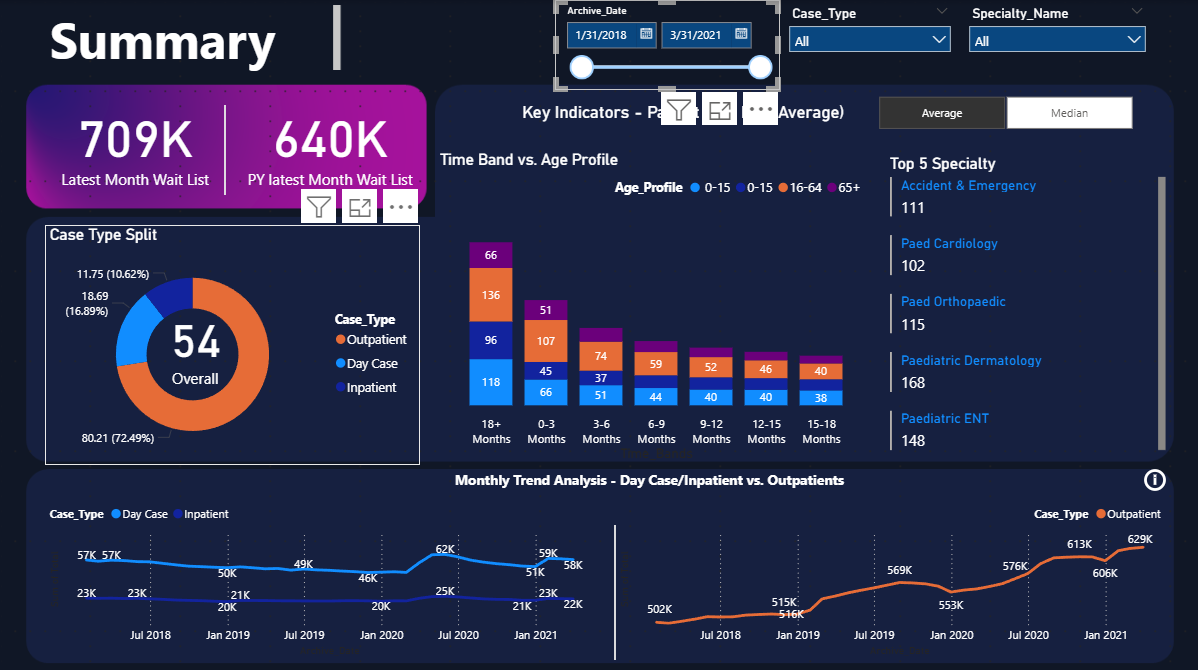 Summary
Archive_Date
1/31/2018
3/31/2021
Case_Type
All
Specialty_Name
All
709K
Latest Month Wait List
640K
PY latest Month Wait List
Key Indicators - Pa
Average)
Average
Median
Time Band vs. Age Profile
Age_Profile 0-15 0-15 16-64 65+
66
136
96
118
51
107
45
66
74
37
51
59
44
52
40
46
40
40
38
18+ Months
0-3 Months
3-6 Months
6-9 Months
9-12 Months
12-15 Months
15-18 Months
Top 5 Specialty
Accident & Emergency
111
Paed Cardiology
102
Paed Orthopaedic
115
Paediatric Dermatology
168
Paediatric ENT
148
Case Type Split
11.75 (10.62%)
18.69
(16.89%)
54
Overall
80.21 (72.49%)
Case_Type
Outpatient
Day Case
Inpatient
Monthly Trend Analysis - Day Case/Inpatient vs. Outpatients
Case_Type Day Case Inpatient
57K 57K 50K 49K 46K 62K 51K 59K 58K
23K 23K 20K 21K 20K 25K 21K 23K 22K
Jul 2018 Jan 2019 Jul 2019 Jan 2020 Jul 2020 Jan 2021
Case_Type Outpatient
502K 515K 516K 569K 553K 576K 613K 606K 629K
Jul 2018 Jan 2019 Jul 2019 Jan 2020 Jul 2020 Jan 2021